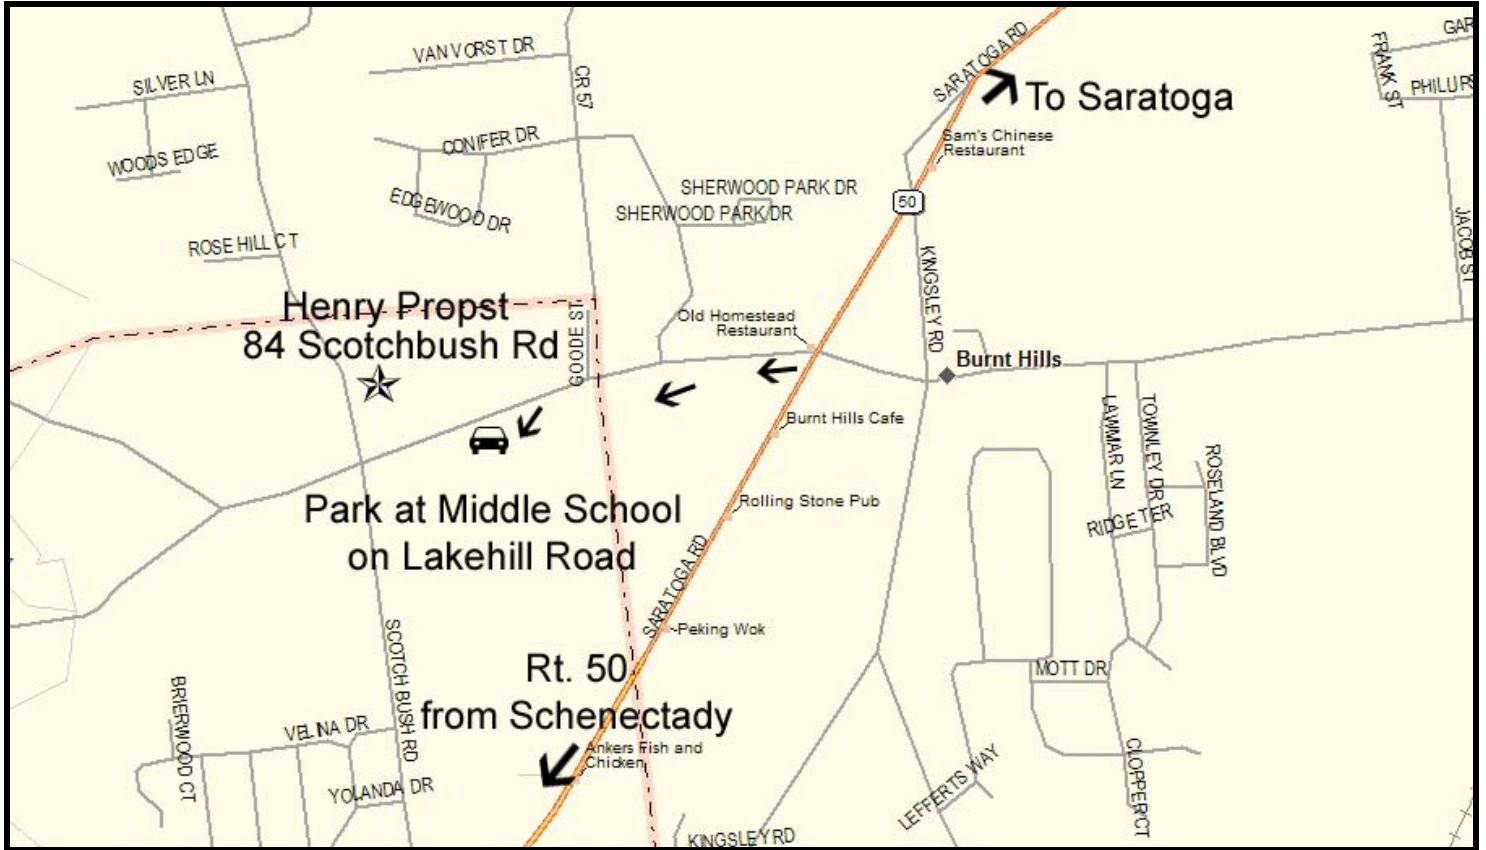 SARATOGA RD
GAR
FRANK ST
VAN VORST DR
CR 57
SILVER LN
PHILLIPS
To Saratoga
Sam's Chinese
Restaurant
CONIFER DR
WOODS EDGE
SHERWOOD PARK DR
EDGEWOOD DR
50
SHERWOOD PARK DR
JACOB ST
ROSE HILL CT
KINGSLEY RD
Henry Propst
84 Scotchbush Rd
GOODE ST
Old Homestead
Restaurant
Burnt Hills
Burnt Hills Cafe
LAWMAR LN
TOWNLEY DR
ROSELAND BLVD
RIDGE TER
Park at Middle School
on Lakehill Road
Rolling Stone Pub
SARATOGA RD
Peking Wok
SCOTCH BUSH RD
Rt. 50
from Schenectady
MOTT DR
BRIERWOOD CT
VELINA DR
Ankers Fish and
Chicken
YOLANDA DR
LEFFERTS WAY
CLOPPER CT
KINGSLEY RD